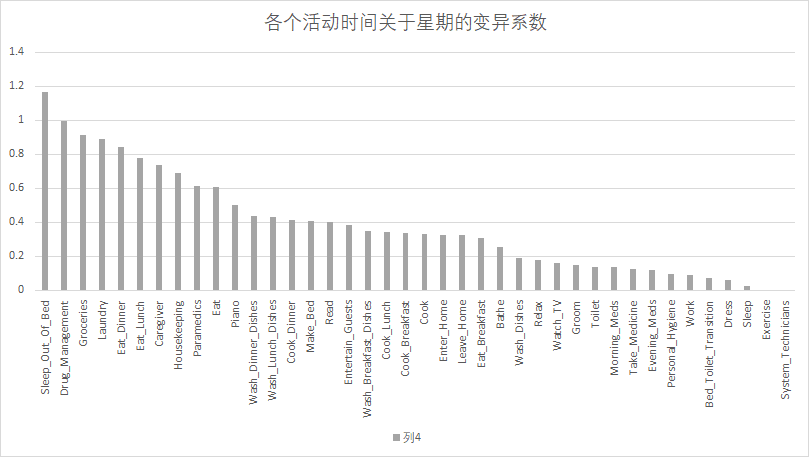 各个活动时间关于星期的变异系数
1.4
1.2
1
0.8
0.6
0.4
0.2
0
Sleep_Out_Of_Bed
Drug_Management
Groceries
Laundry
Eat_Dinner
Eat_Lunch
Caregiver
Housekeeping
Paramedics
Eat
Piano
Wash_Dinner_Dishes
Wash_Lunch_Dishes
Cook_Dinner
Make_Bed
Read
Entertain_Guests
Wash_Breakfast_Dishes
Cook_Lunch
Cook_Breakfast
Cook
Enter_Home
Leave_Home
Eat_Breakfast
Bathe
Wash_Dishes
Relax
Watch_TV
Groom
Toilet
Morning_Meds
Take_Medicine
Evening_Meds
Personal_Hygiene
Work
Bed_Toilet_Transition
Dress
Sleep
Exercise
System_Technicians
列4